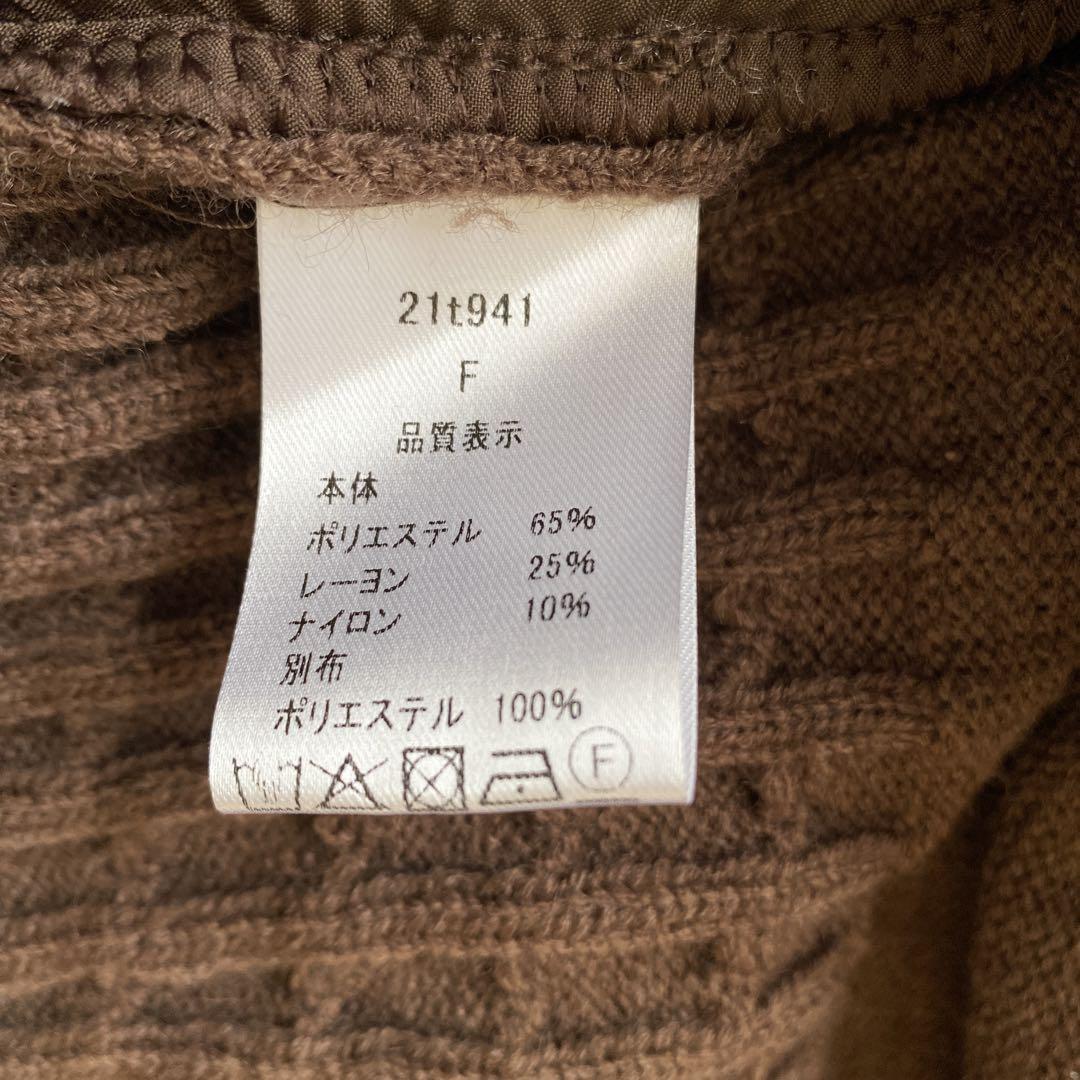 21t941
F
品質表示
本体
ポリエステル 65%
レーヨン 25%
ナイロン 10%
別布
ポリエステル 100%
F